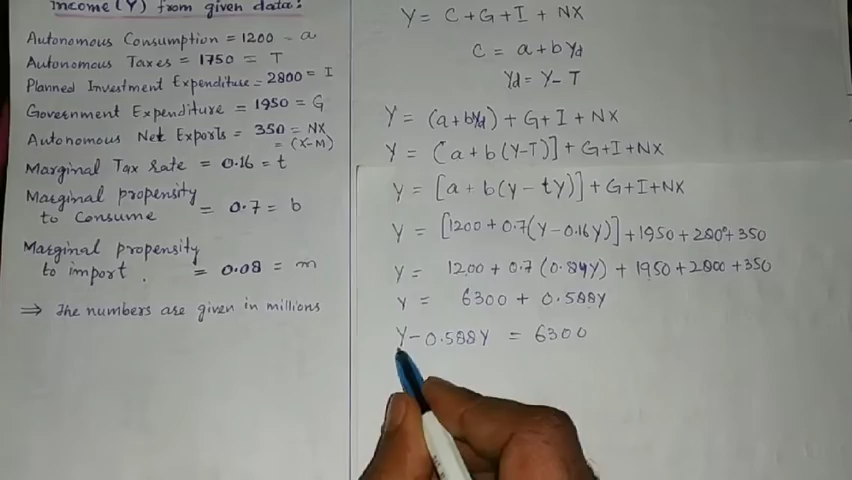 Income (Y) from given data:
Autonomous Consumption = 1200 = a
Autonomous Taxes = 1750 = T
Planned Investment Expenditure = 2800 = I
Government Expenditure = 1950 = G
Autonomous Net Exports = 350 = NX
= (X-M)
Marginal Tax rate = 0.16 = t
Marginal propensity
to consume = 0.7 = b
Marginal propensity
to import = 0.08 = m
⇒ The numbers are given in millions
Y = C + G + I + NX
C = a + b Yd
Yd = Y - T
Y = (a + bYd) + G + I + NX
Y = (a + b (Y-T)] + G + I + NX
Y = [a + b (Y - tY)] + G + I + NX
Y = [1200 + 0.7 (Y - 0.16Y)] + 1950 + 2800 + 350
Y = 1200 + 0.7 (0.84Y) + 1950 + 2800 + 350
Y = 6300 + 0.588Y
Y - 0.588Y = 6300